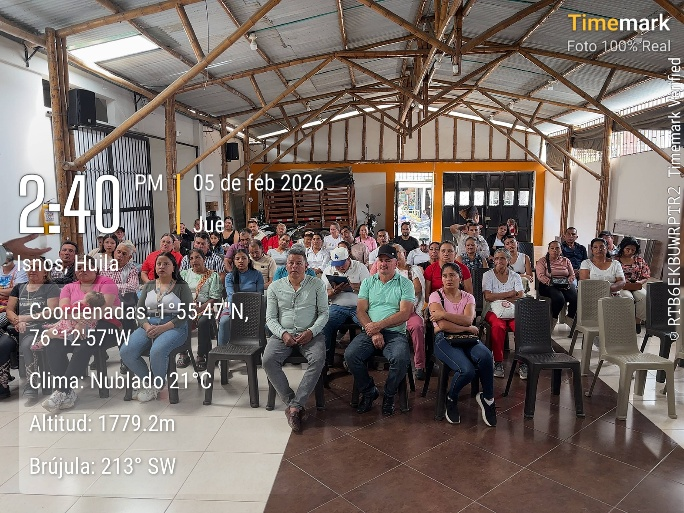 Timemark
Foto 100% Real
2:40 PM
05 de feb 2026
Jue
Isnos, Huila
Coordenadas: 1°55'47"N,
76°12'57"W
Clima: Nublado 21°C
Altitud: 1779.2m
Brújula: 213° SW
© RTB6EKBUWRPTR2 Timemark Verified